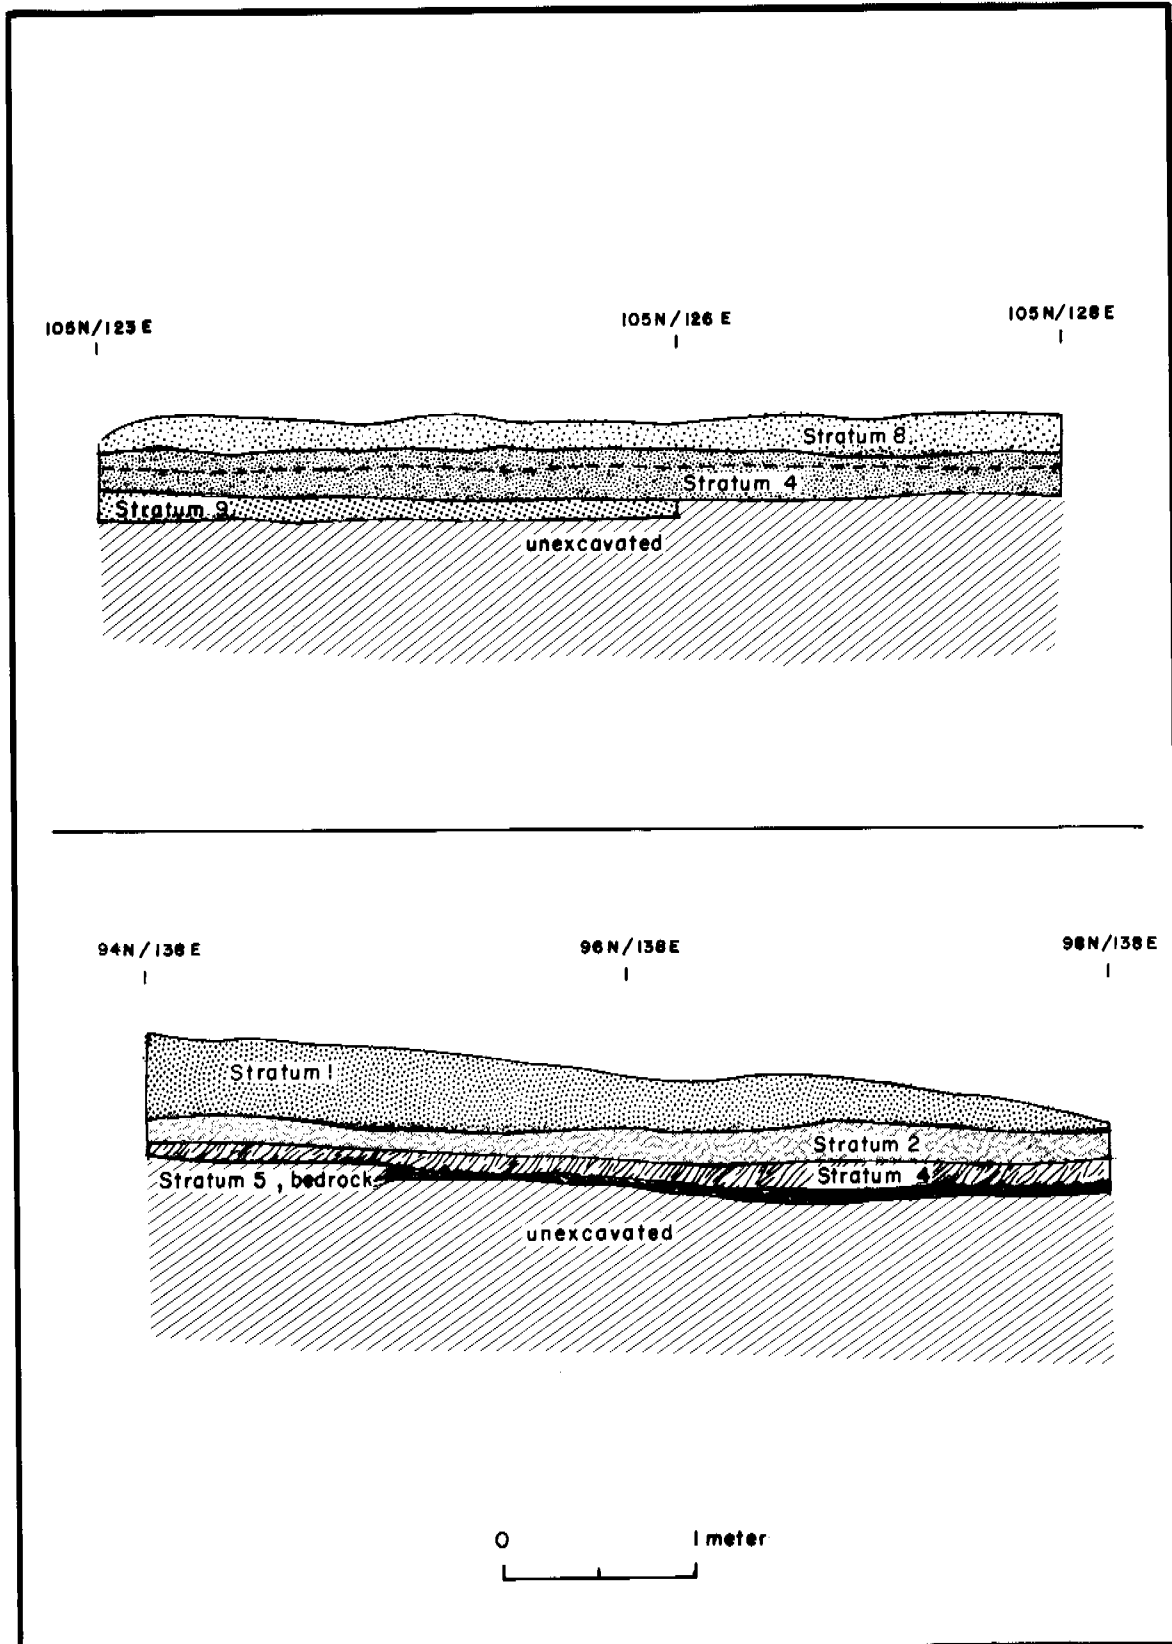 105N/123E
105N/126E
105N/128E
Stratum 8
Stratum 4
Stratum 9
unexcavated
94N/138E
96N/138E
98N/138E
Stratum 1
Stratum 2
Stratum 4
Stratum 5, bedrock
unexcavated
0 1 meter